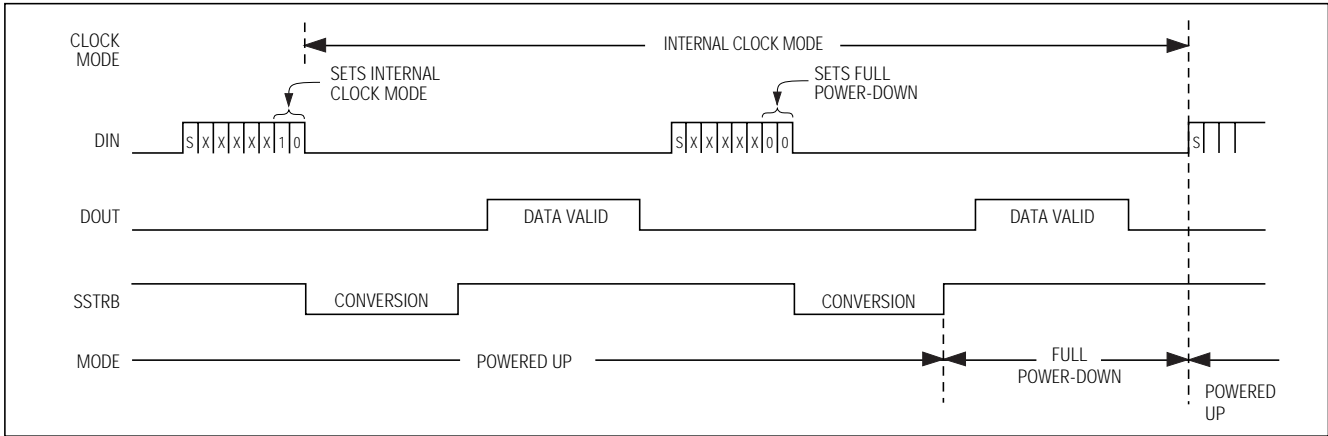 CLOCK
MODE
INTERNAL CLOCK MODE
SETS INTERNAL
CLOCK MODE
SETS FULL
POWER-DOWN
DIN
S X X X X X 1 0
S X X X X X 0 0
S
DOUT
DATA VALID
DATA VALID
SSTRB
CONVERSION
CONVERSION
MODE
POWERED UP
FULL
POWER-DOWN
POWERED
UP